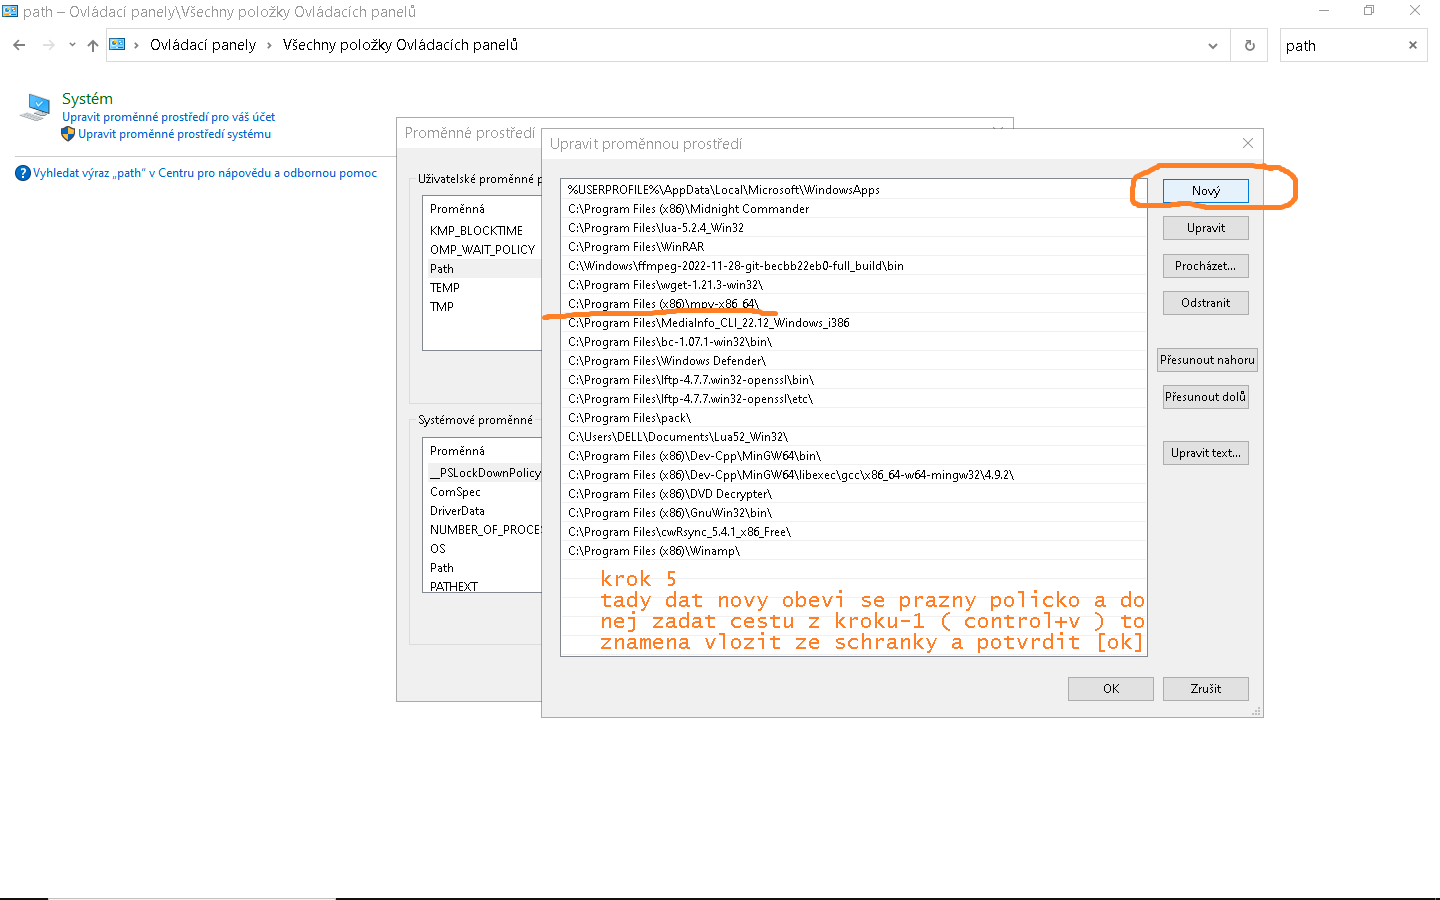 path – Ovládací panely\Všechny položky Ovládacích panelů
Ovládací panely › Všechny položky Ovládacích panelů
path
Systém
Upravit proměnné prostředí pro váš účet
Upravit proměnné prostředí systému
Vyhledat výraz „path“ v Centru pro nápovědu a odbornou pomoc
Proměnné prostředí
Uživatelské proměnné p
Proměnná
KMP_BLOCKTIME
OMP_WAIT_POLICY
Path
TEMP
TMP
Systémové proměnné
Proměnná
__PSLockDownPolicy
ComSpec
DriverData
NUMBER_OF_PROCE
OS
Path
PATHEXT
Upravit proměnnou prostředí
%USERPROFILE%\AppData\Local\Microsoft\WindowsApps
C:\Program Files (x86)\Midnight Commander
C:\Program Files\lua-5.2.4_Win32
C:\Program Files\WinRAR
C:\Windows\ffmpeg-2022-11-28-git-becbb22eb0-full_build\bin
C:\Program Files\wget-1.21.3-win32\
C:\Program Files (x86)\mpv-x86_64\
C:\Program Files\MediaInfo_CLI_22.12_Windows_i386
C:\Program Files\bc-1.07.1-win32\bin\
C:\Program Files\Windows Defender\
C:\Program Files\lftp-4.7.7.win32-openssl\bin\
C:\Program Files\lftp-4.7.7.win32-openssl\etc\
C:\Program Files\pack\
C:\Users\DELL\Documents\Lua52_Win32\
C:\Program Files (x86)\Dev-Cpp\MinGW64\bin\
C:\Program Files (x86)\Dev-Cpp\MinGW64\libexec\gcc\x86_64-w64-mingw32\4.9.2\
C:\Program Files (x86)\DVD Decrypter\
C:\Program Files (x86)\GnuWin32\bin\
C:\Program Files\cwRsync_5.4.1_x86_Free\
C:\Program Files (x86)\Winamp\
krok 5
tady dat novy obevi se prazny policko a do
nej zadat cestu z kroku-1 ( control+v ) to
znamena vlozit ze schranky a potvrdit [ok]
Nový
Upravit
Procházet...
Odstranit
Přesunout nahoru
Přesunout dolů
Upravit text...
OK
Zrušit